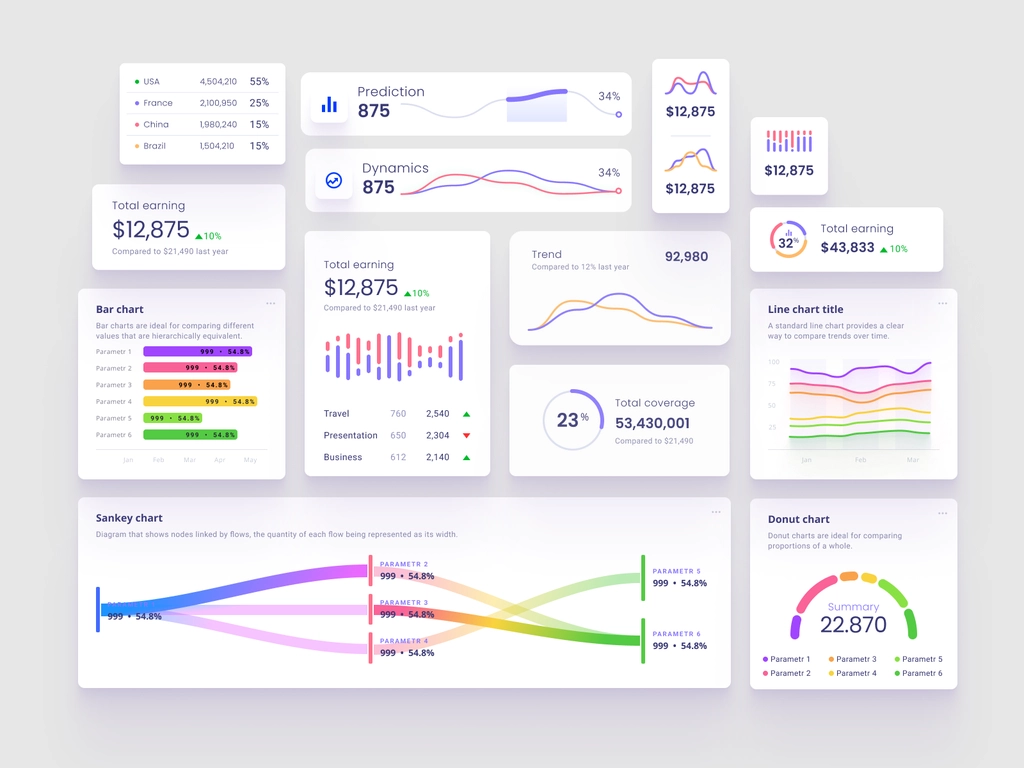 USA 4,504,210 55%
France 2,100,950 25%
China 1,980,240 15%
Brazil 1,504,210 15%
Prediction
875
34%
Dynamics
875
34%
$12,875
$12,875
$12,875
Total earning
$12,875 10%
Compared to $21,490 last year
Total earning
$12,875 10%
Compared to $21,490 last year
Travel 760 2,540
Presentation 650 2,304
Business 612 2,140
Trend 92,980
Compared to 12% last year
32%
Total earning
$43,833 10%
Bar chart
Bar charts are ideal for comparing different
values that are hierarchically equivalent.
Parametr 1 999 • 54.8%
Parametr 2 999 • 54.8%
Parametr 3 999 • 54.8%
Parametr 4 999 • 54.8%
Parametr 5 999 • 54.8%
Parametr 6 999 • 54.8%
Jan Feb Mar Apr May
23%
Total coverage
53,430,001
Compared to $21,490
Line chart title
A standard line chart provides a clear
way to compare trends over time.
100
75
50
25
Jan Feb Mar
Sankey chart
Diagram that shows nodes linked by flows, the quantity of each flow being represented as its width.
999 • 54.8%
PARAMETR 2
999 • 54.8%
PARAMETR 3
999 • 54.8%
PARAMETR 4
999 • 54.8%
PARAMETR 5
999 • 54.8%
PARAMETR 6
999 • 54.8%
Donut chart
Donut charts are ideal for comparing
proportions of a whole.
Summary
22.870
Parametr 1 Parametr 3 Parametr 5
Parametr 2 Parametr 4 Parametr 6